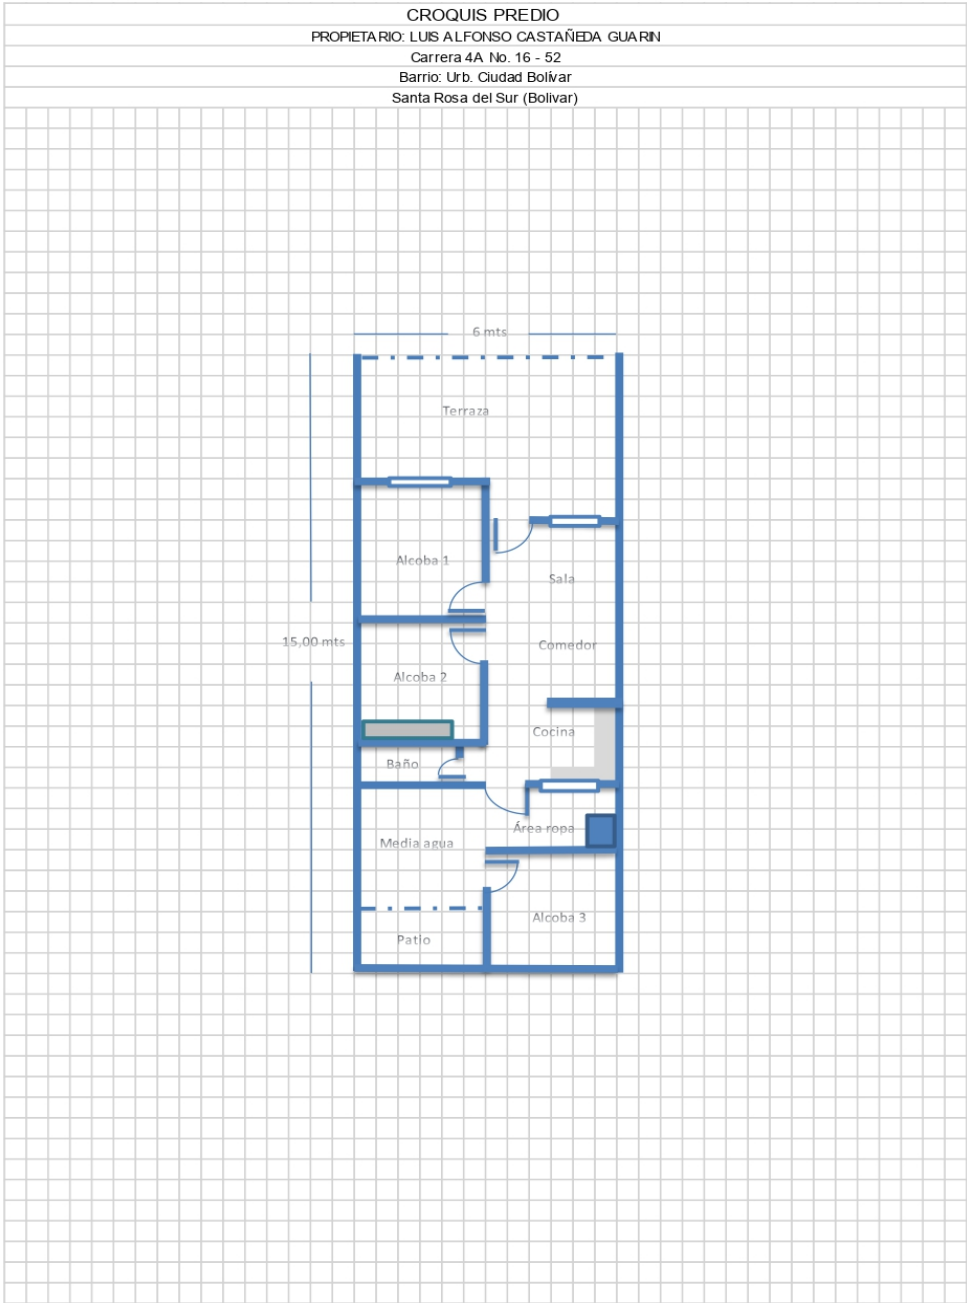 CROQUIS PREDIO
PROPIETARIO: LUIS ALFONSO CASTAÑEDA GUARIN
Carrera 4A No. 16 - 52
Barrio: Urb. Ciudad Bolívar
Santa Rosa del Sur (Bolivar)
6 mts
Terraza
Alcoba 1
Sala
15,00 mts
Comedor
Alcoba 2
Cocina
Baño
Área ropa
Media agua
Alcoba 3
Patio